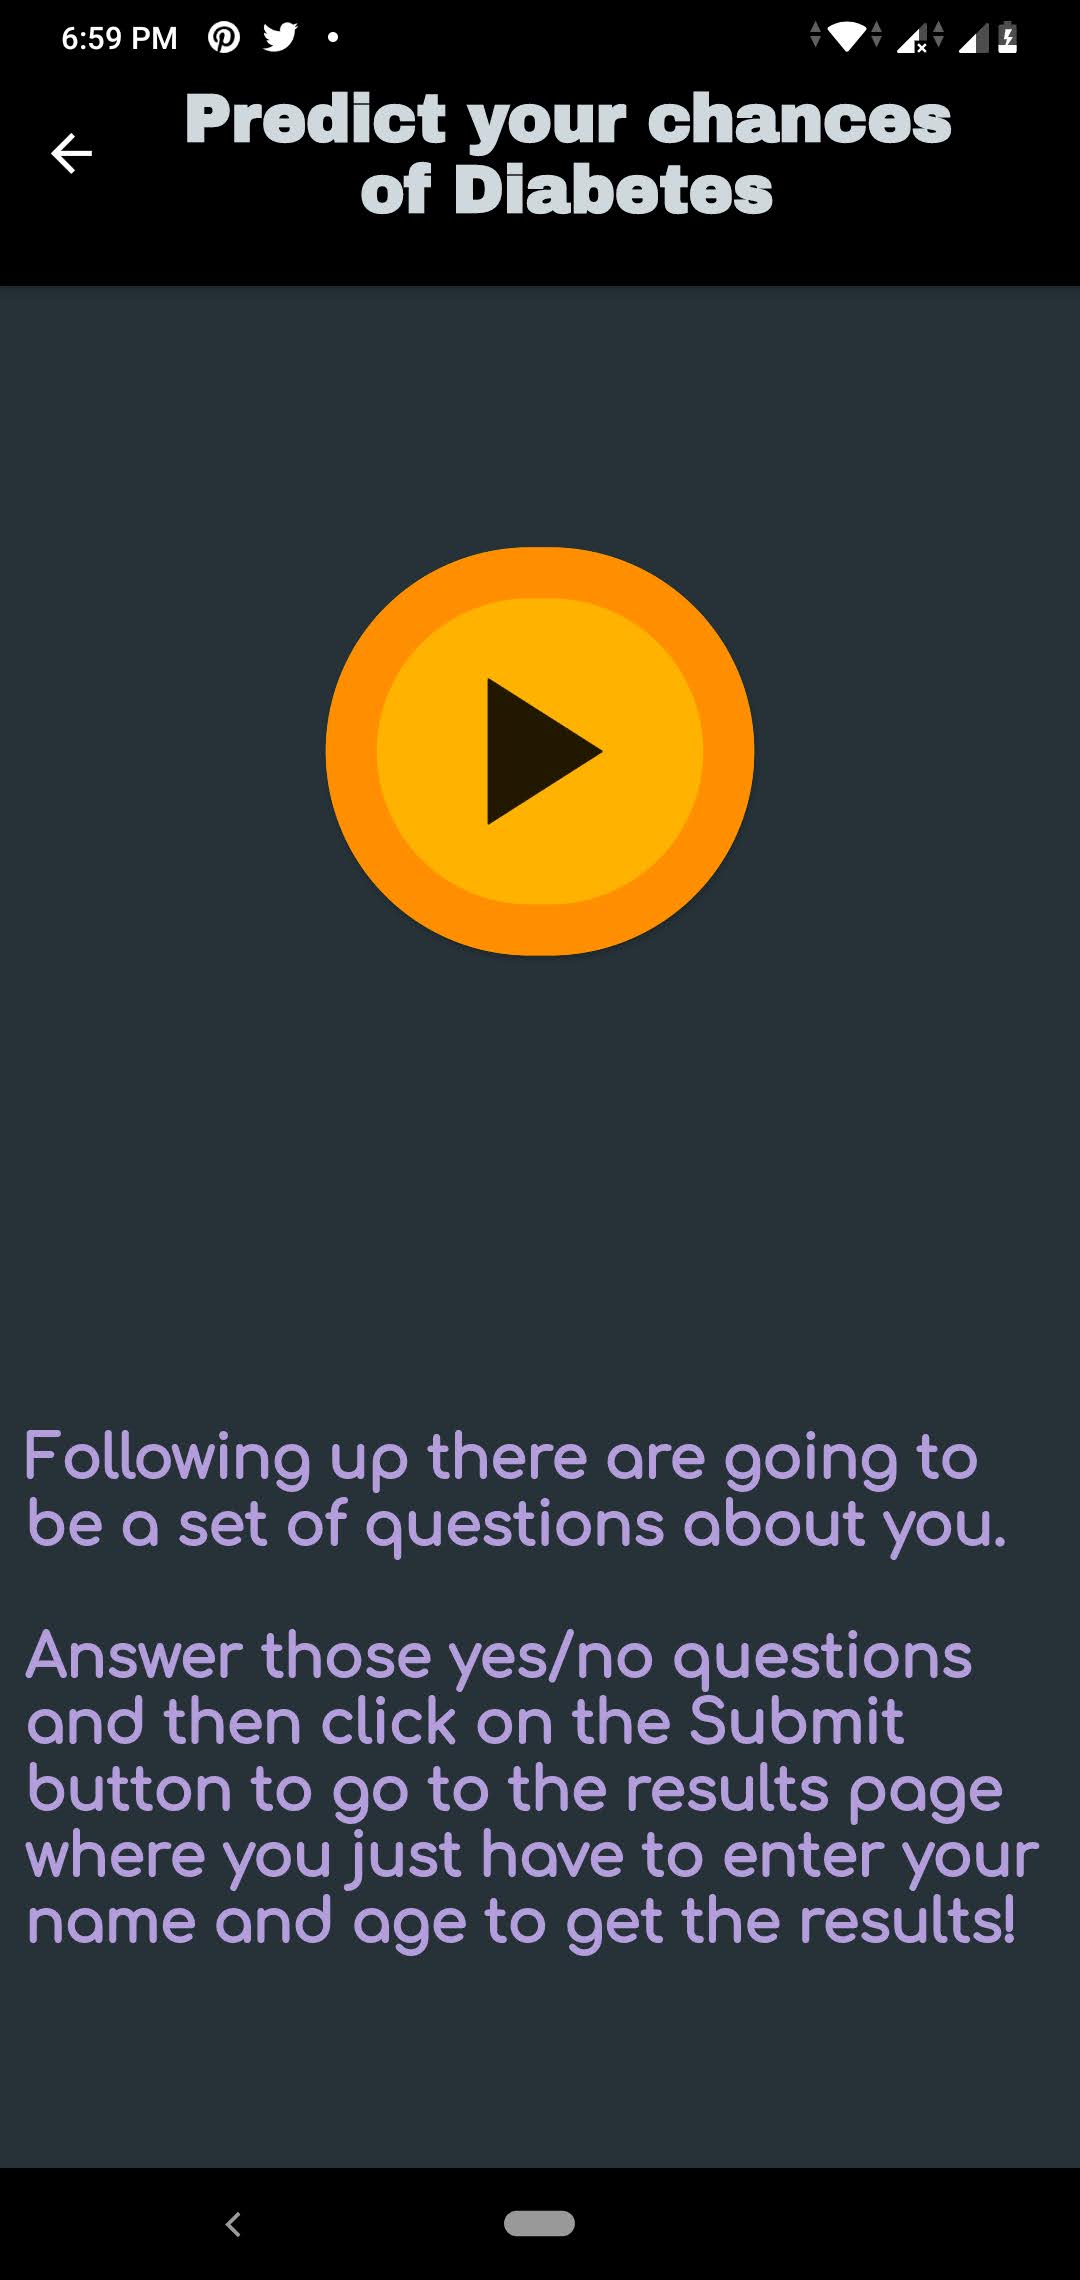 6:59 PM
Predict your chances
of Diabetes
Following up there are going to
be a set of questions about you.
Answer those yes/no questions
and then click on the Submit
button to go to the results page
where you just have to enter your
name and age to get the results!